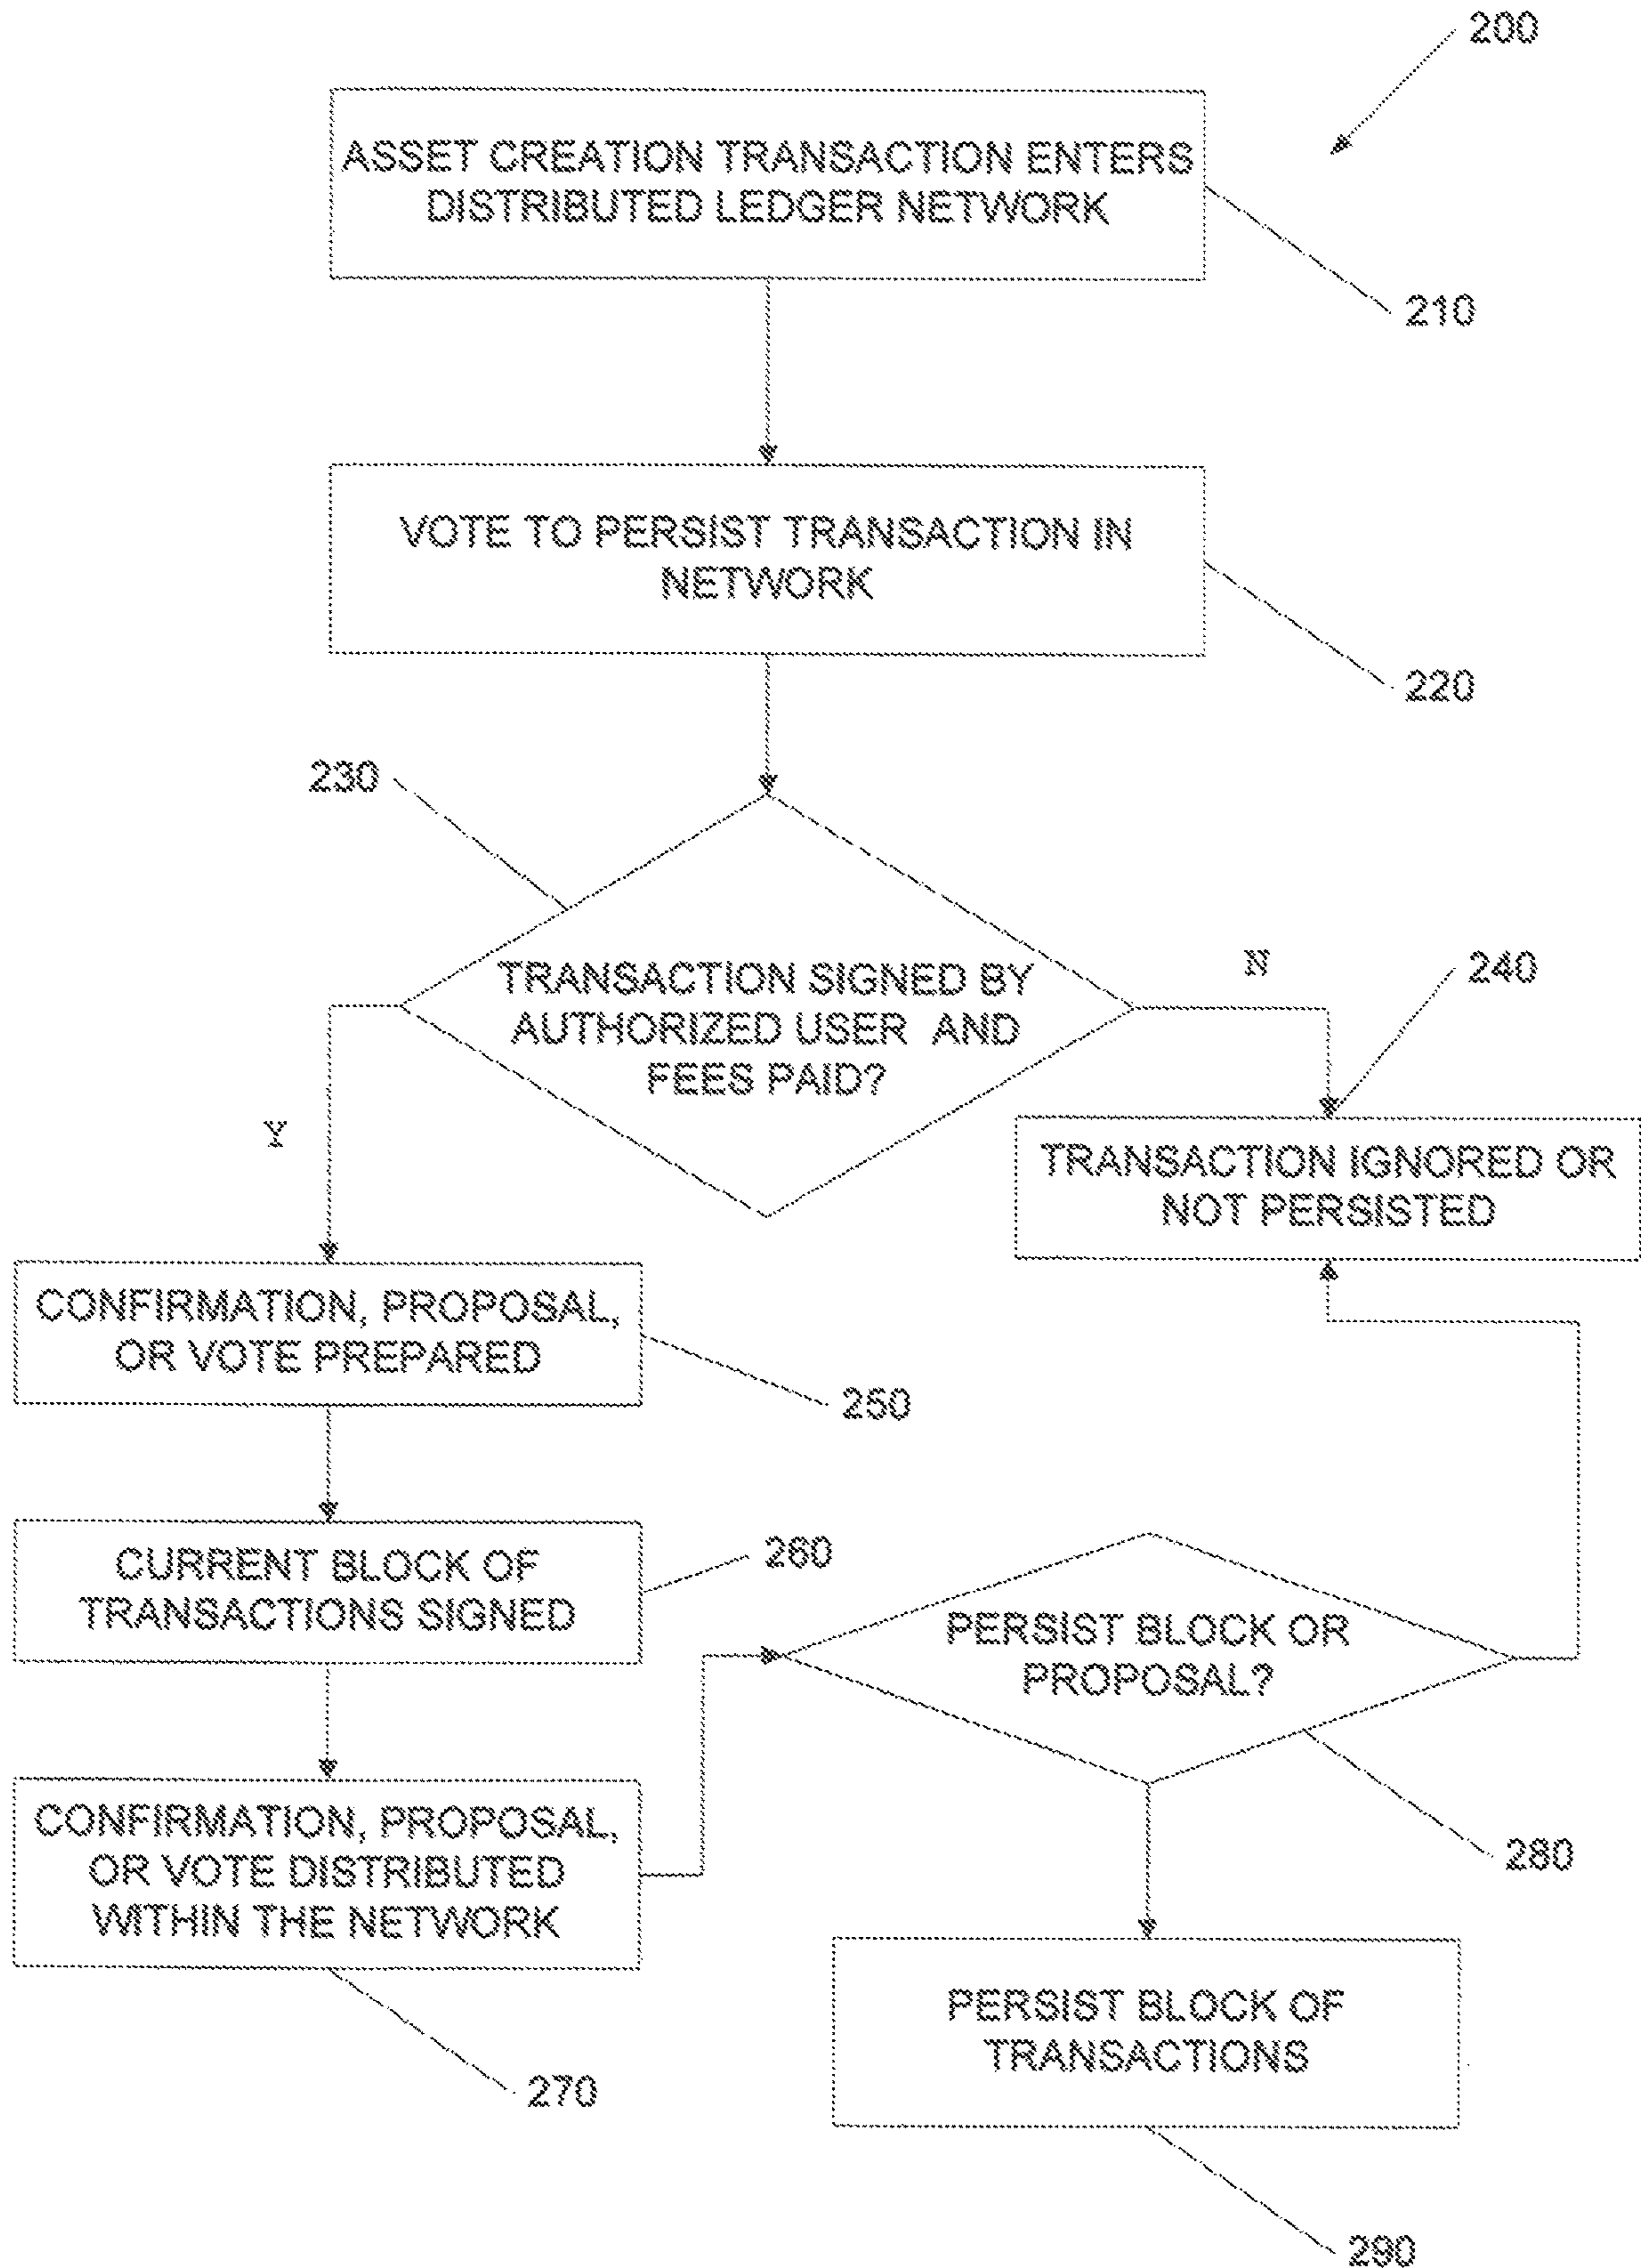 200
ASSET CREATION TRANSACTION ENTERS
DISTRIBUTED LEDGER NETWORK
210
VOTE TO PERSIST TRANSACTION IN
NETWORK
220
230
TRANSACTION SIGNED BY
AUTHORIZED USER AND
FEES PAID?
N
240
Y
TRANSACTION IGNORED OR
NOT PERSISTED
CONFIRMATION, PROPOSAL,
OR VOTE PREPARED
250
CURRENT BLOCK OF
TRANSACTIONS SIGNED
260
PERSIST BLOCK OR
PROPOSAL?
CONFIRMATION, PROPOSAL,
OR VOTE DISTRIBUTED
WITHIN THE NETWORK
280
270
PERSIST BLOCK OF
TRANSACTIONS
290